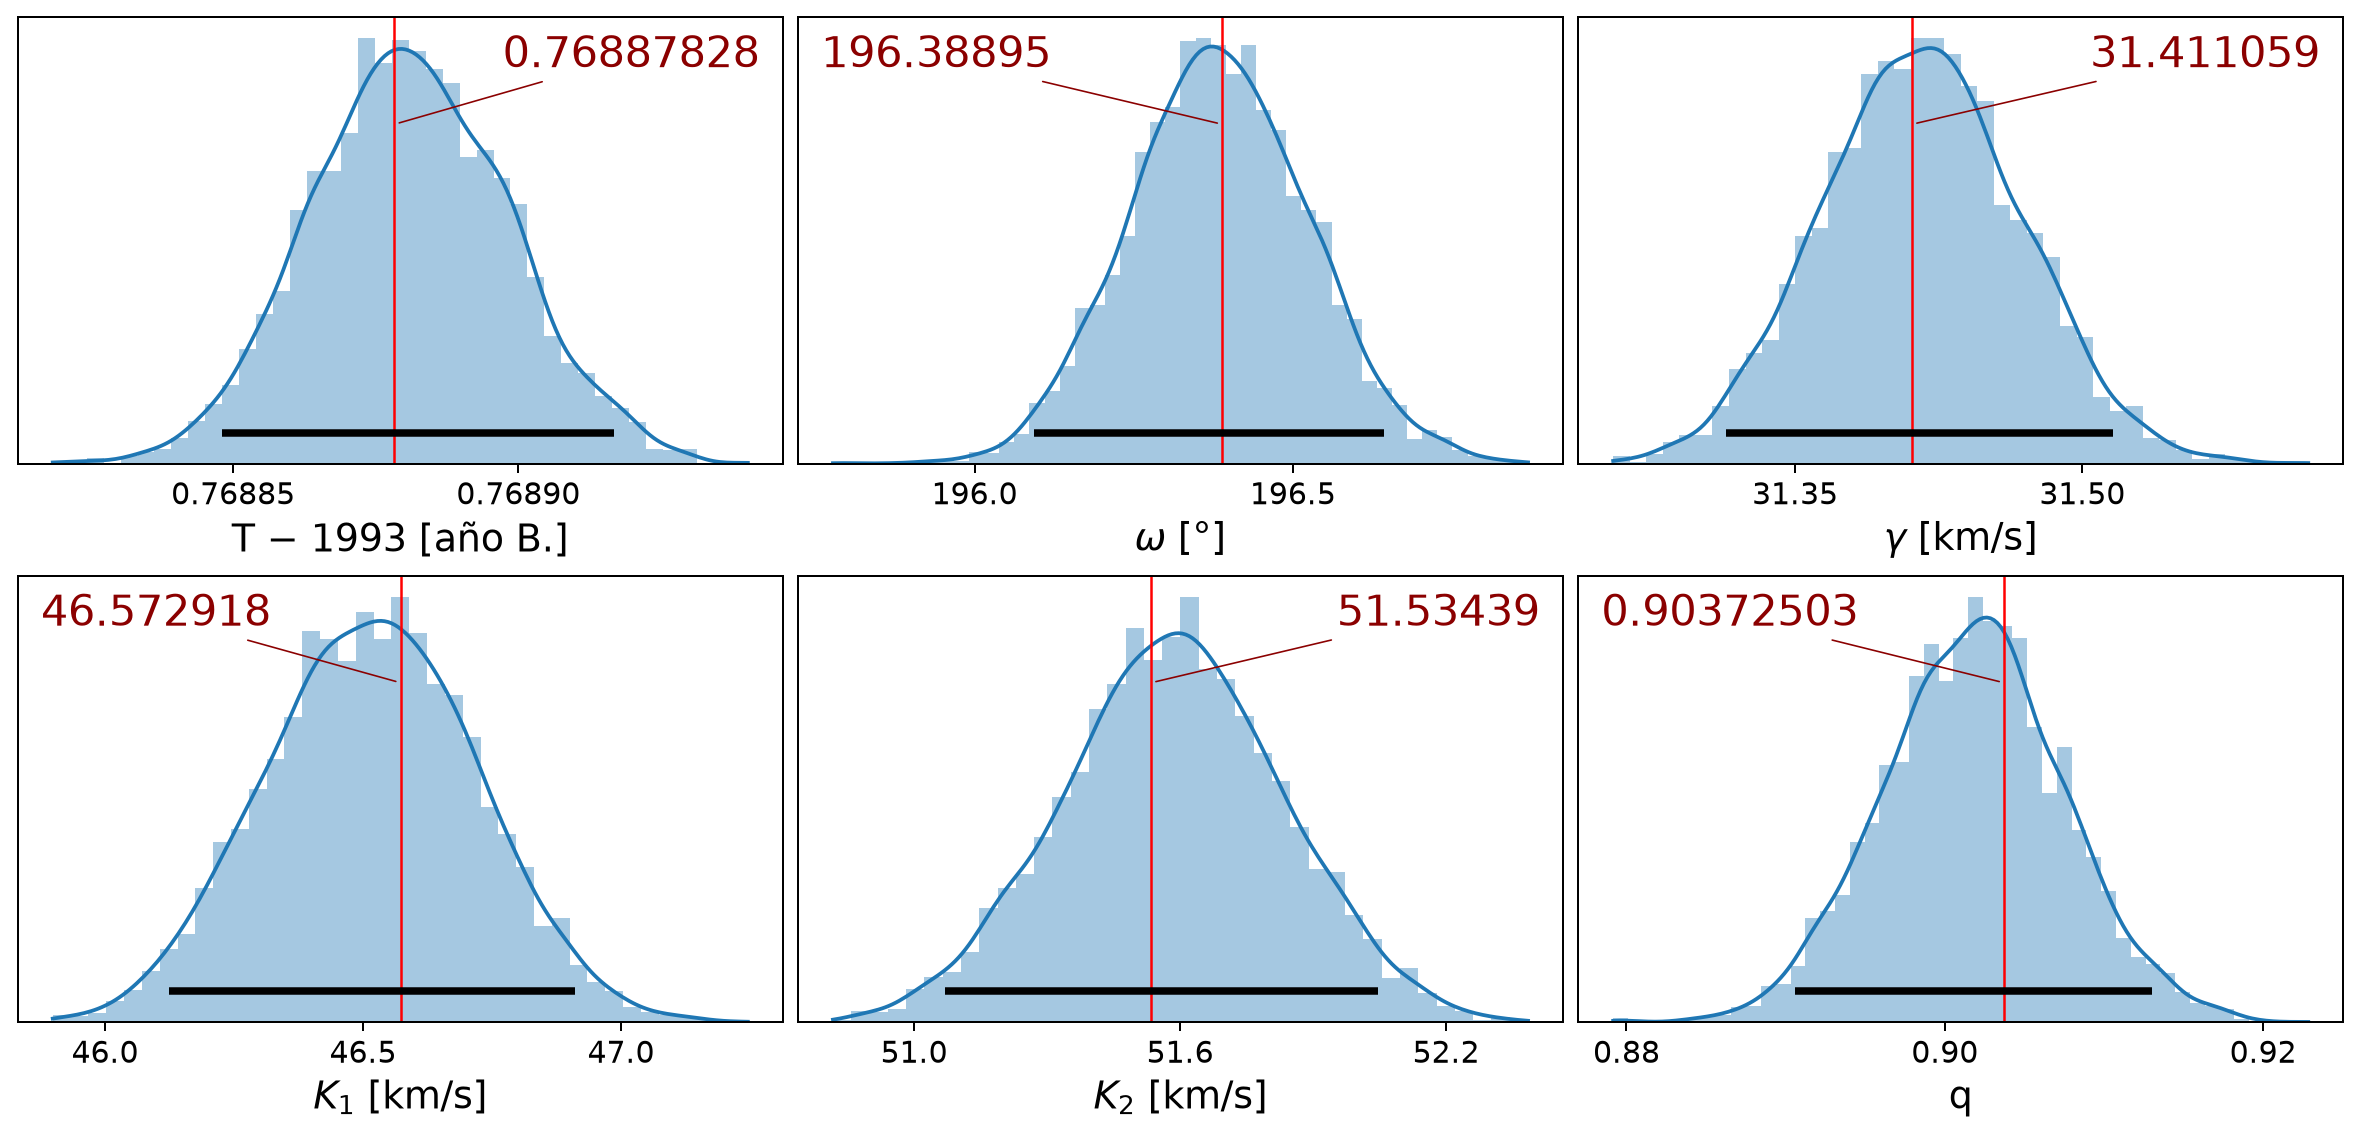 0.76887828
196.38895
31.411059
0.76885 0.76890
196.0 196.5
31.35 31.50
T − 1993 [año B.]
ω [°]
γ [km/s]
46.572918
51.53439
0.90372503
46.0 46.5 47.0
51.0 51.6 52.2
0.88 0.90 0.92
K₁ [km/s]
K₂ [km/s]
q